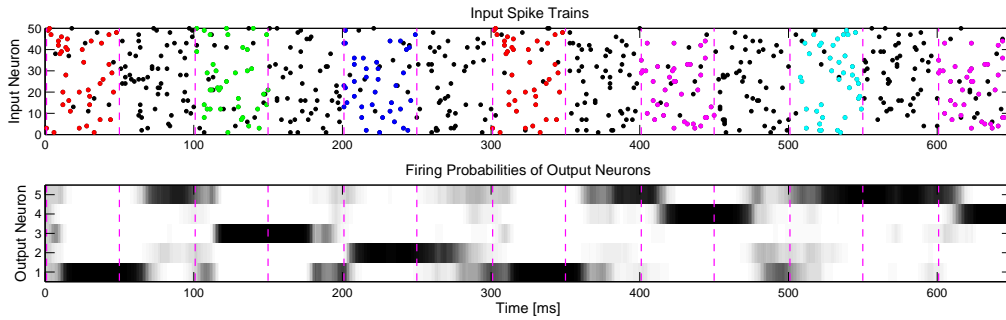 Input Spike Trains
Input Neuron
50
40
30
20
10
0
0 100 200 300 400 500 600
Firing Probabilities of Output Neurons
Output Neuron
5
4
3
2
1
0 100 200 300 400 500 600
Time [ms]